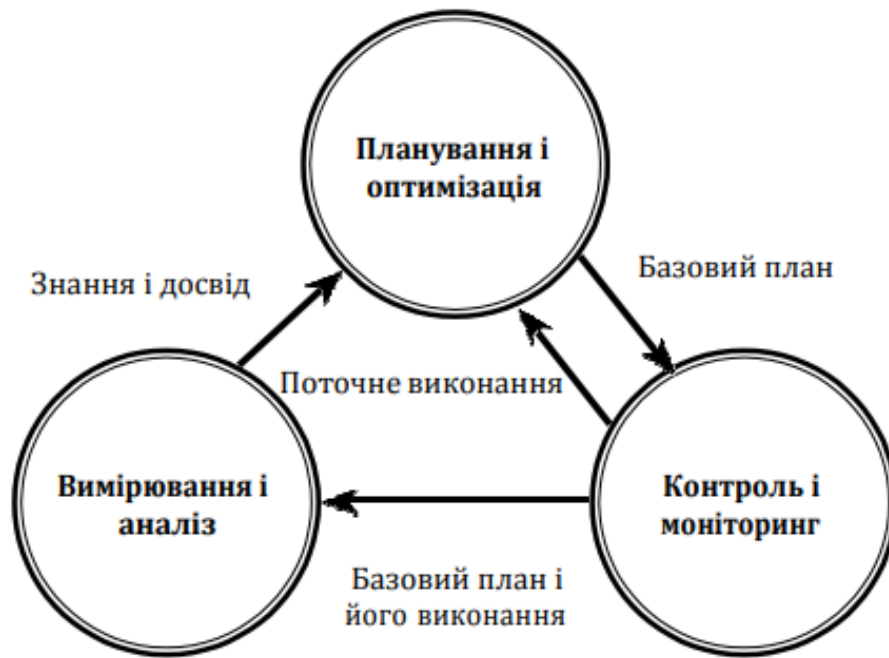 Планування і
оптимізація
Знання і досвід
Базовий план
Поточне виконання
Вимірювання і
аналіз
Контроль і
моніторинг
Базовий план і
його виконання